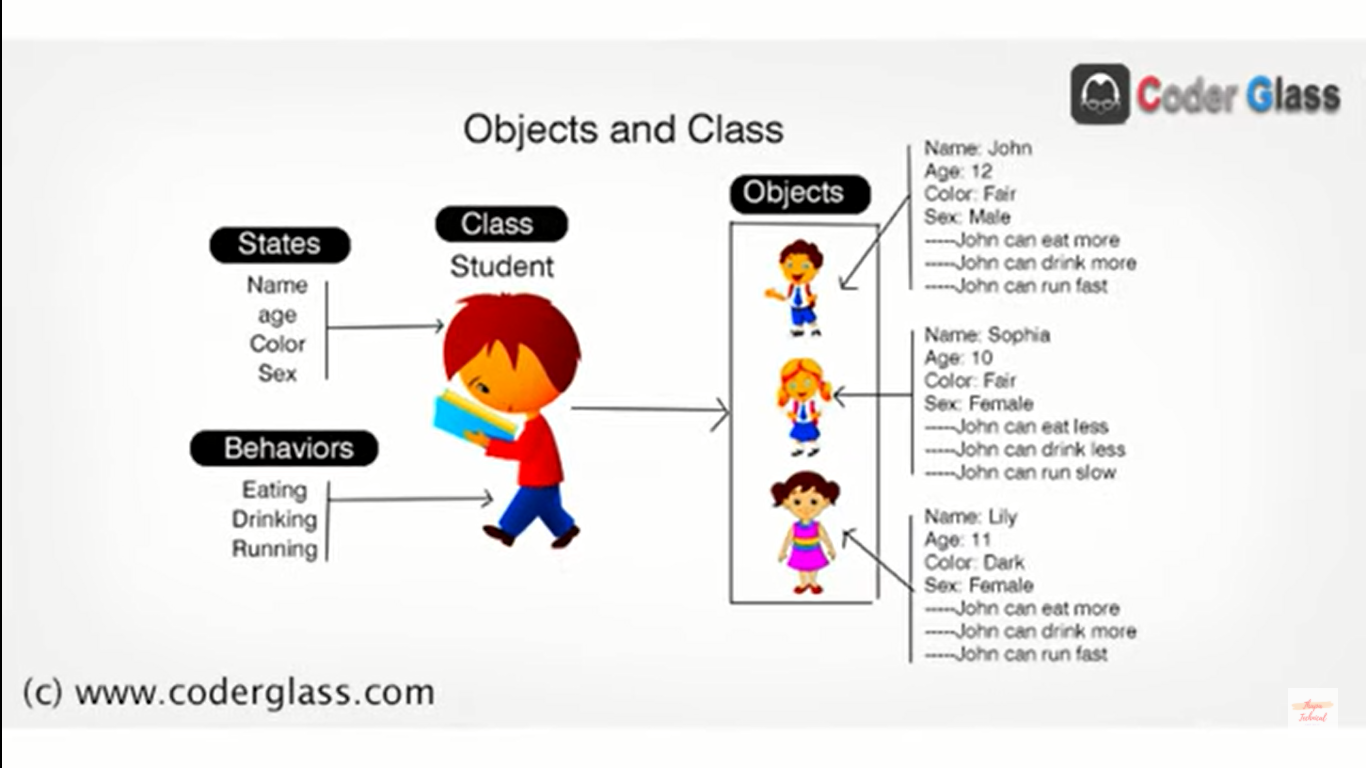 Coder Glass
Objects and Class
States
Name
age
Color
Sex
Behaviors
Eating
Drinking
Running
Class
Student
Objects
Name: John
Age: 12
Color: Fair
Sex: Male
-----John can eat more
-----John can drink more
-----John can run fast
Name: Sophia
Age: 10
Color: Fair
Sex: Female
-----John can eat less
-----John can drink less
-----John can run slow
Name: Lily
Age: 11
Color: Dark
Sex: Female
-----John can eat more
-----John can drink more
-----John can run fast
(c) www.coderglass.com
Technical